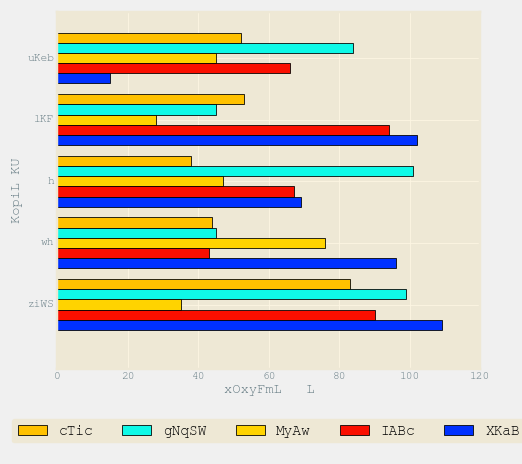 uKeb
lKF
h
wh
ziWS
KopiL KU
0 20 40 60 80 100 120
xOxyFmL L
cTic gNqSW MyAw IABc XKaB